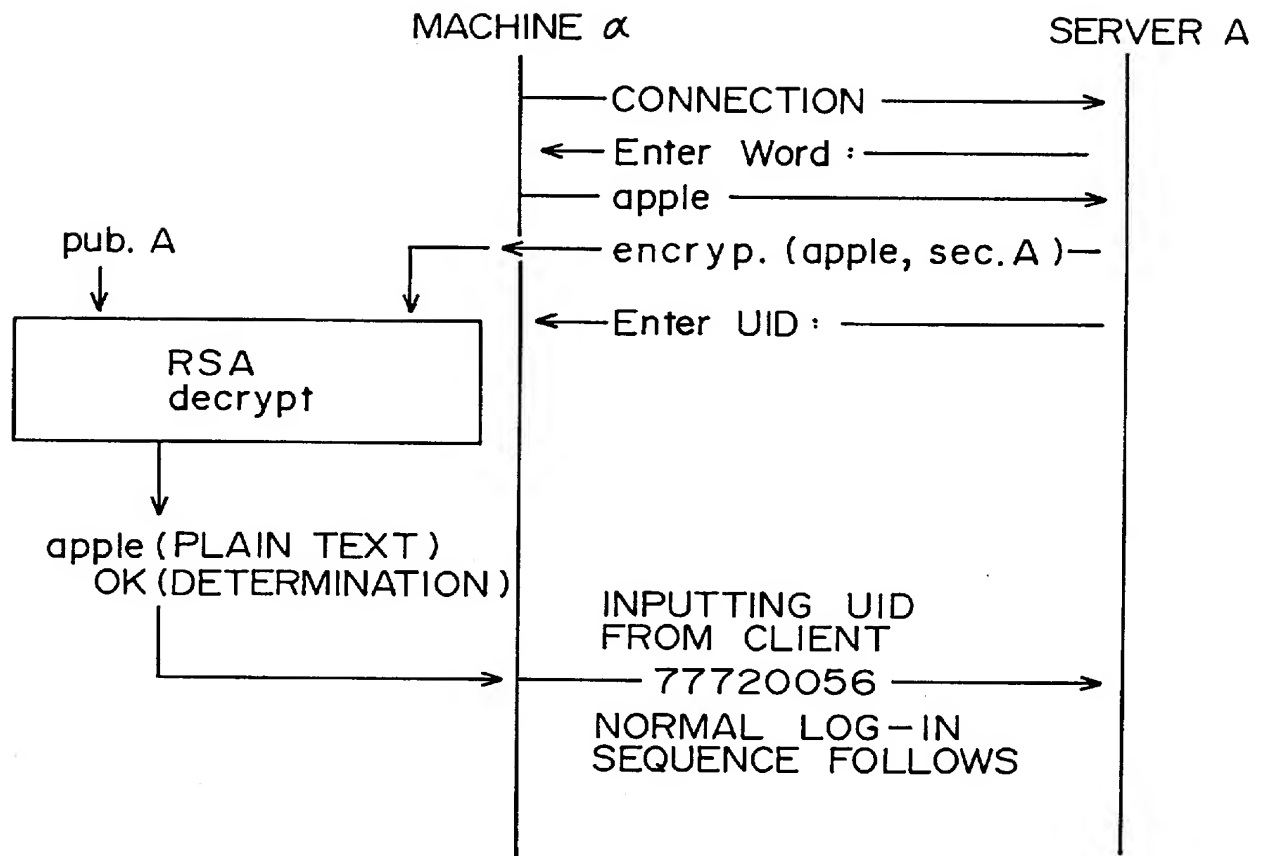 MACHINE α
SERVER A
CONNECTION
Enter Word :
apple
pub. A
encryp. (apple, sec. A)
Enter UID :
RSA
decrypt
apple (PLAIN TEXT)
OK (DETERMINATION)
INPUTTING UID
FROM CLIENT
77720056
NORMAL LOG-IN
SEQUENCE FOLLOWS